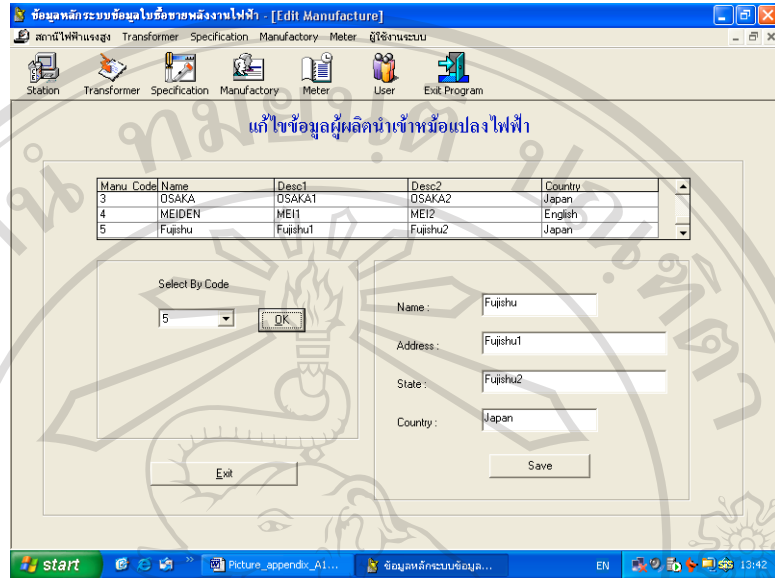 ข้อมูลหลักระบบข้อมูลใบซื้อขายพลังงานไฟฟ้า - [Edit Manufacture]
สถานีไฟฟ้าแรงสูง Transformer Specification Manufactory Meter ผู้ใช้งานระบบ
Station Transformer Specification Manufactory Meter User Exit Program
แก้ไขข้อมูลผู้ผลิตนำเข้าหม้อแปลงไฟฟ้า
Manu_Code Name Desc1 Desc2 Country
3 OSAKA OSAKA1 OSAKA2 Japan
4 MEIDEN MEI1 MEI2 English
5 Fujishu Fujishu1 Fujishu2 Japan
Select By Code
5 OK
Name : Fujishu
Address : Fujishu1
State : Fujishu2
Country : Japan
Exit
Save
start Picture_appendix_A1... ข้อมูลหลักระบบข้อมูล... EN 13:42